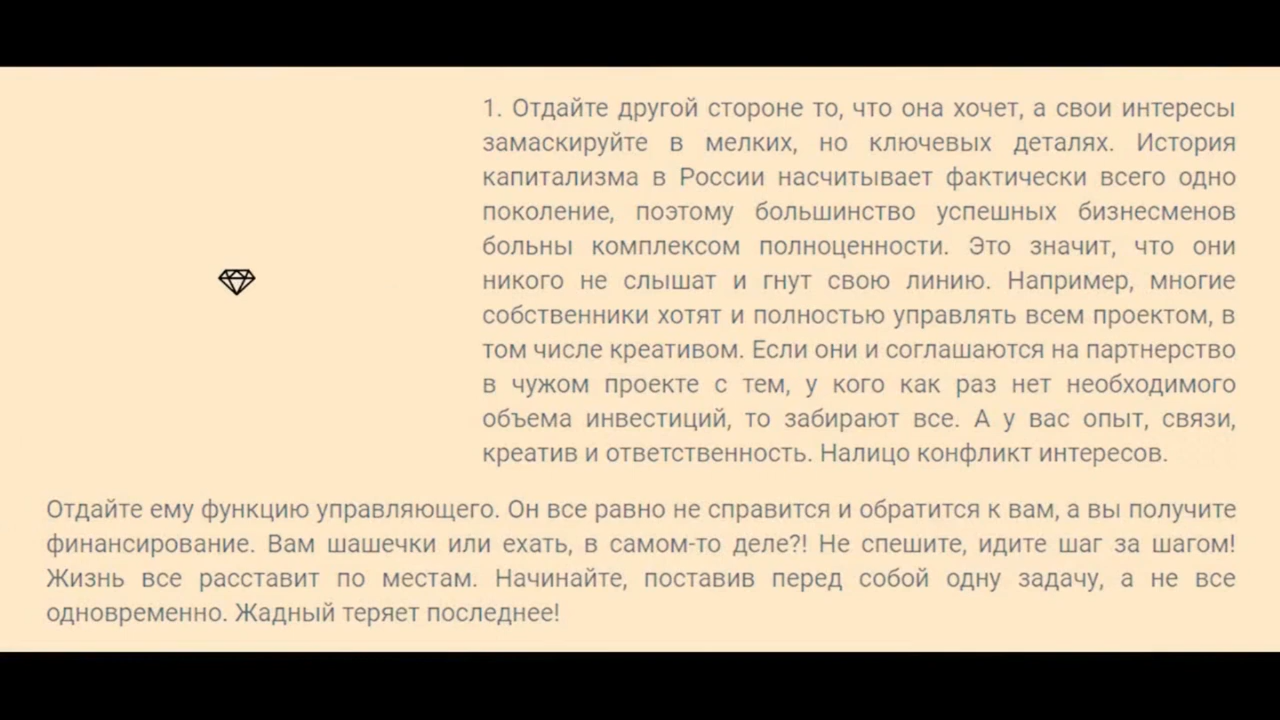 1. Отдайте другой стороне то, что она хочет, а свои интересы
замаскируйте в мелких, но ключевых деталях. История
капитализма в России насчитывает фактически всего одно
поколение, поэтому большинство успешных бизнесменов
больны комплексом полноценности. Это значит, что они
никого не слышат и гнут свою линию. Например, многие
собственники хотят и полностью управлять всем проектом, в
том числе креативом. Если они и соглашаются на партнерство
в чужом проекте с тем, у кого как раз нет необходимого
объема инвестиций, то забирают все. А у вас опыт, связи,
креатив и ответственность. Налицо конфликт интересов.
Отдайте ему функцию управляющего. Он все равно не справится и обратится к вам, а вы получите
финансирование. Вам шашечки или ехать, в самом-то деле?! Не спешите, идите шаг за шагом!
Жизнь все расставит по местам. Начинайте, поставив перед собой одну задачу, а не все
одновременно. Жадный теряет последнее!